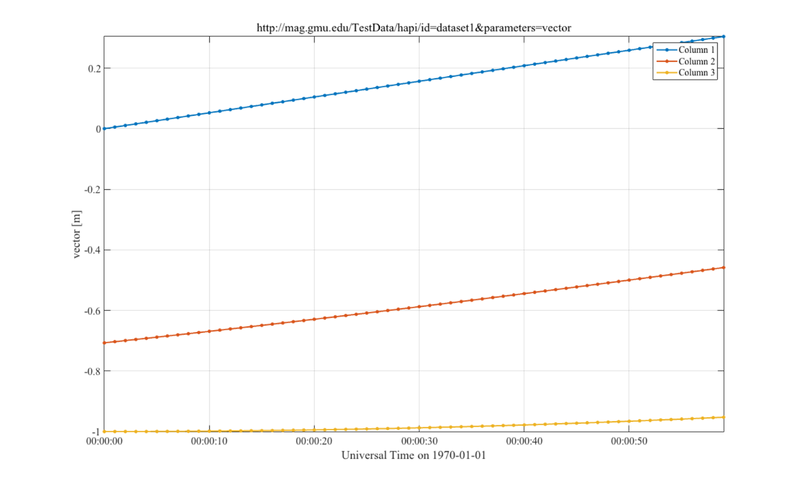 http://mag.gmu.edu/TestData/hapi/id=dataset1&parameters=vector
Column 1
Column 2
Column 3
0.2
0
-0.2
-0.4
-0.6
-0.8
-1
vector [m]
00:00:00
00:00:10
00:00:20
00:00:30
00:00:40
00:00:50
Universal Time on 1970-01-01